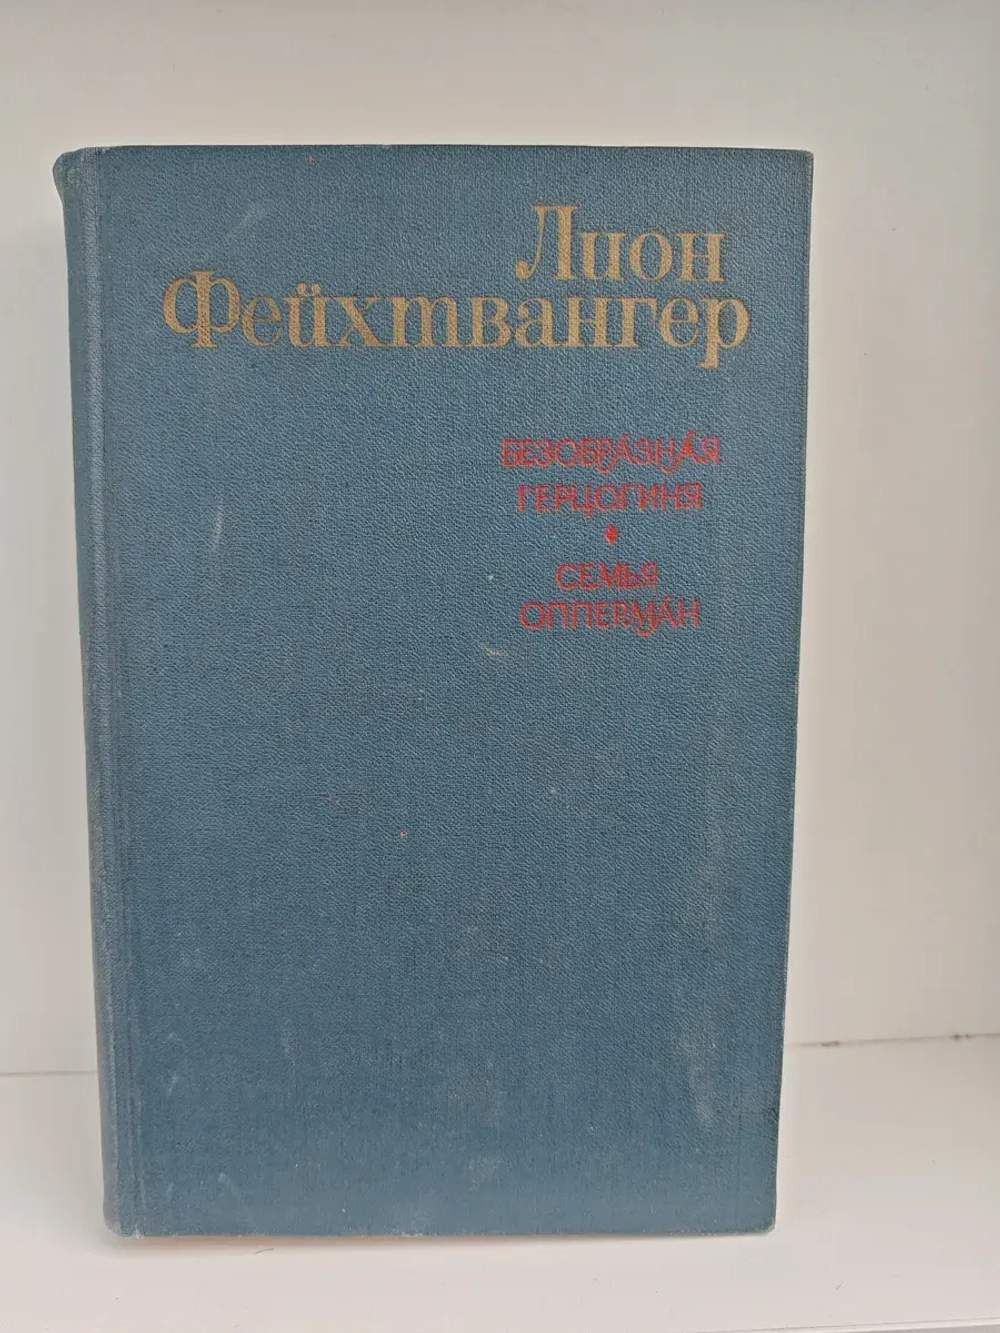 Лион
Фейхтвангер
БЕЗОБРАЗНАЯ
ГЕРЦОГИНЯ
СЕМЬЯ
ОППЕРМАН